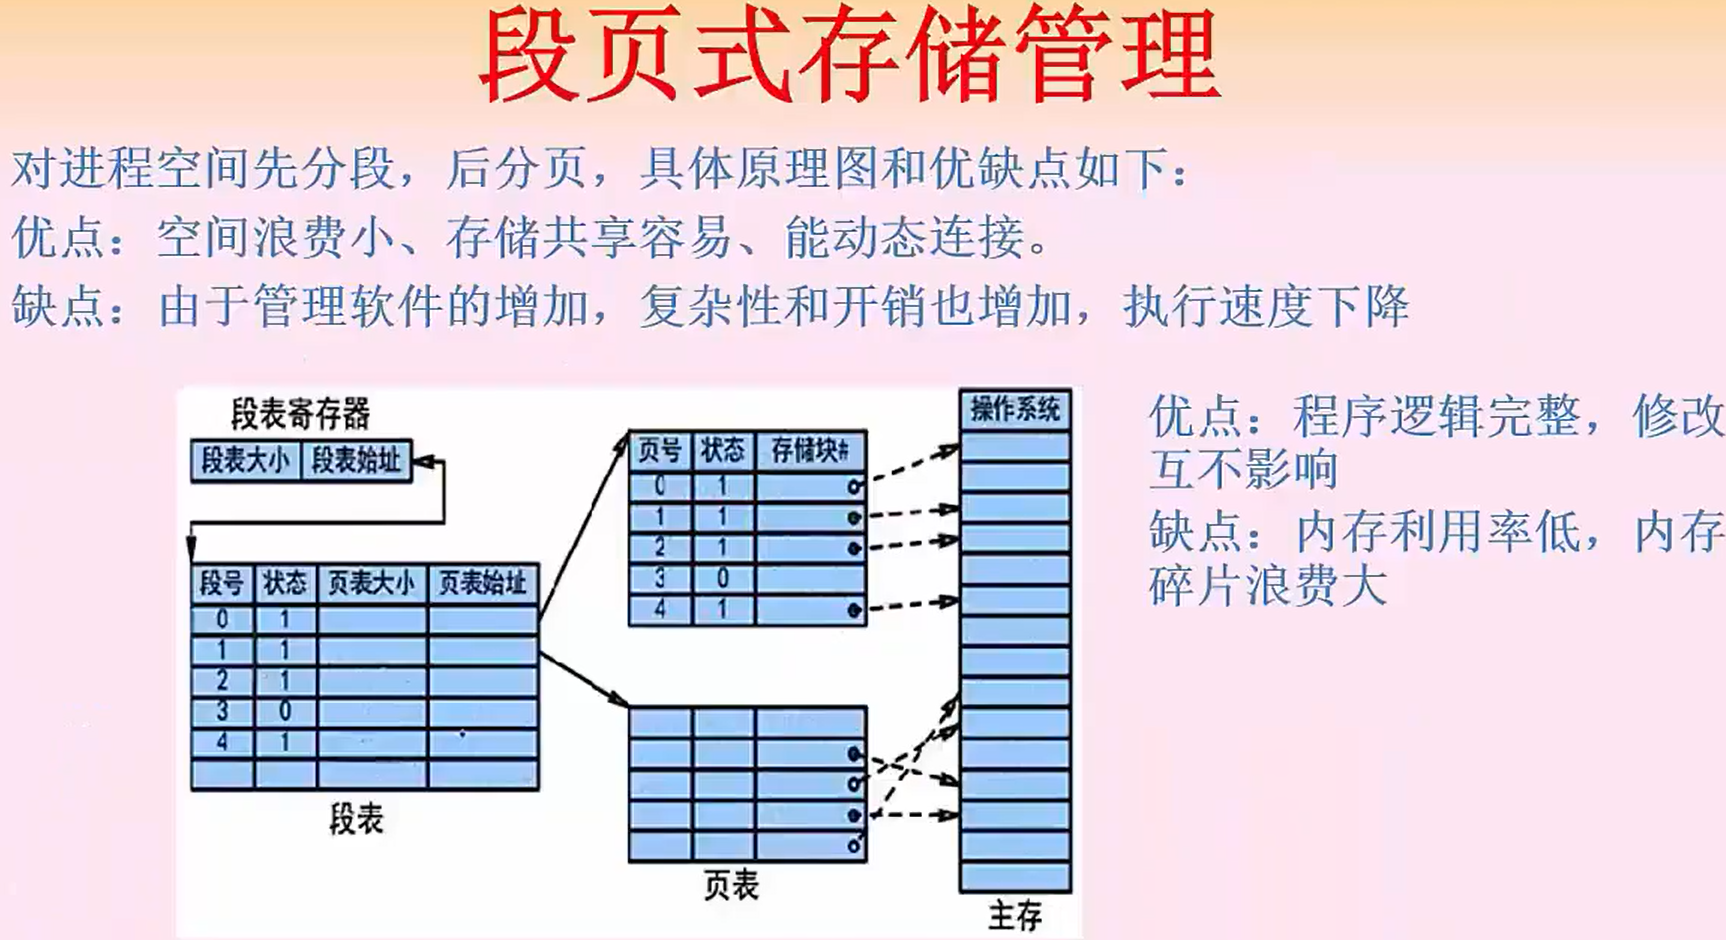 段页式存储管理
对进程空间先分段，后分页，具体原理图和优缺点如下：
优点：空间浪费小、存储共享容易、能动态连接。
缺点：由于管理软件的增加，复杂性和开销也增加，执行速度下降
段表寄存器
段表大小 段表始址
段号 状态 页表大小 页表始址
0 1
1 1
2 1
3 0
4 1
段表
页号 状态 存储块#
0 1
1 1
2 1
3 0
4 1
页表
操作系统
主存
优点：程序逻辑完整，修改
互不影响
缺点：内存利用率低，内存
碎片浪费大